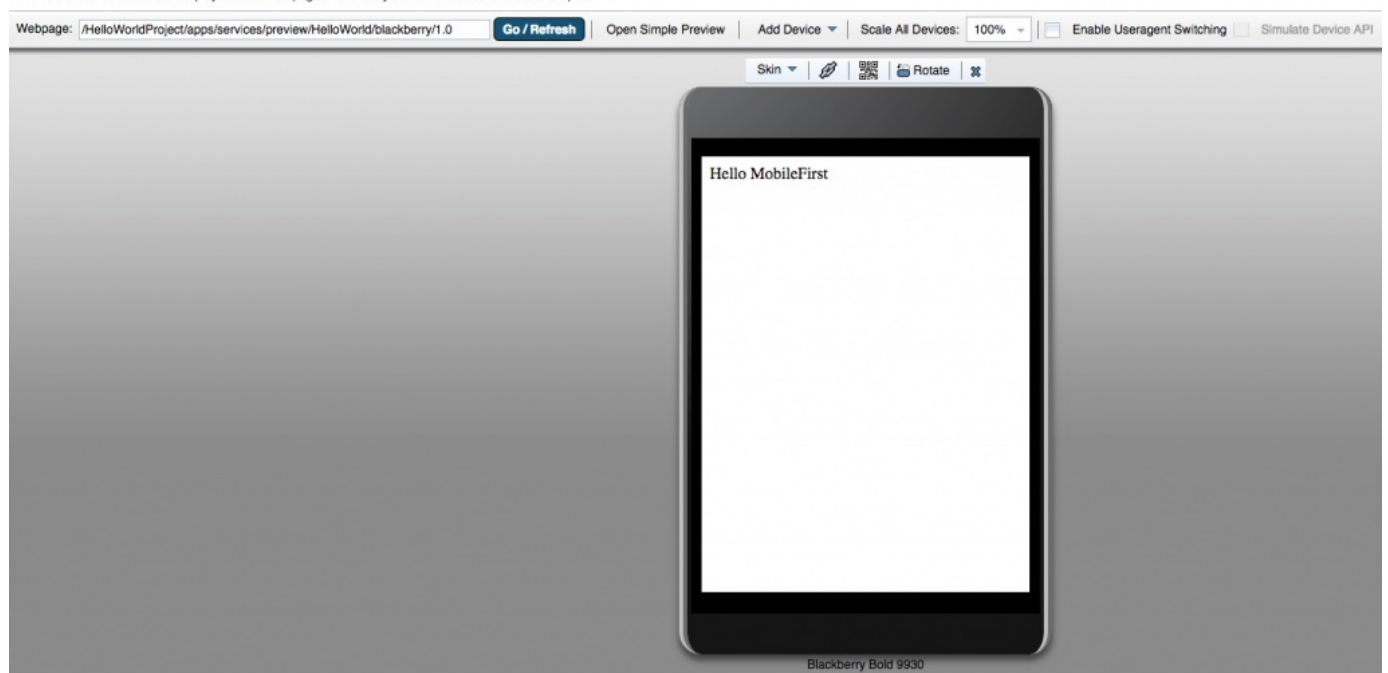 Webpage: /HelloWorldProject/apps/services/preview/HelloWorld/blackberry/1.0 Go / Refresh Open Simple Preview Add Device Scale All Devices: 100% Enable Useragent Switching Simulate Device API
Skin Rotate
Hello MobileFirst
Blackberry Bold 9930